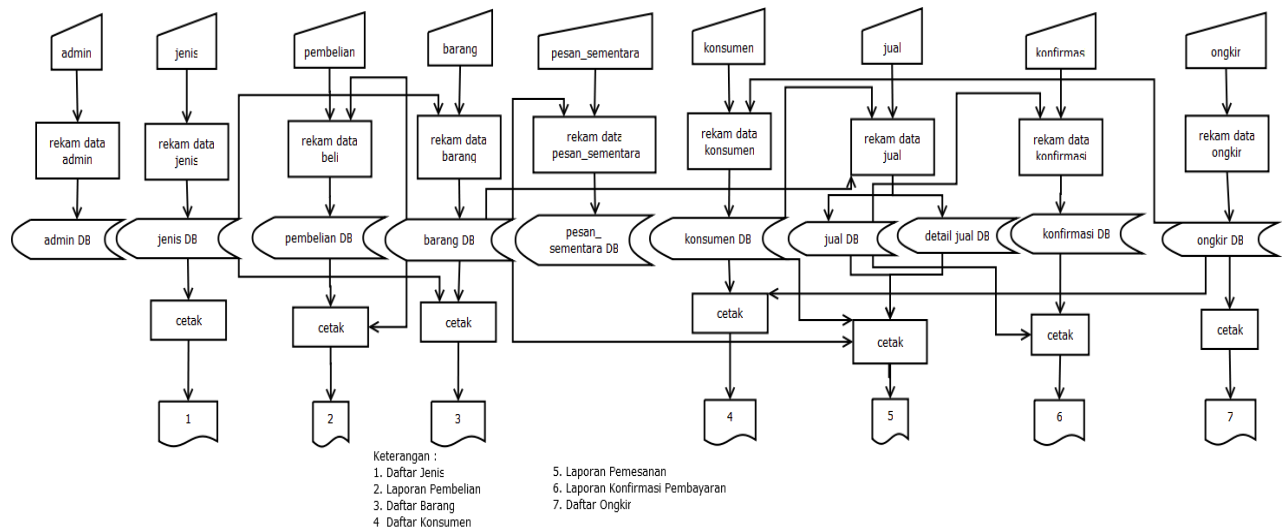 admin
jenis
pembelian
barang
pesan_sementara
konsumen
jual
konfirmas
ongkir
rekam data
admin
rekam data
jenis
rekam data
beli
rekam data
barang
rekam data
pesan_sementara
rekam data
konsumen
rekam data
jual
rekam data
konfirmasi
rekam data
ongkir
admin DB
jenis DB
pembelian DB
barang DB
pesan_
sementara DB
konsumen DB
jual DB
detail jual DB
konfirmasi DB
ongkir DB
cetak
cetak
cetak
cetak
cetak
cetak
cetak
1
2
3
4
5
6
7
Keterangan :
1. Daftar Jenis
2. Laporan Pembelian
3. Daftar Barang
4 Daftar Konsumen
5. Laporan Pemesanan
6. Laporan Konfirmasi Pembayaran
7. Daftar Ongkir